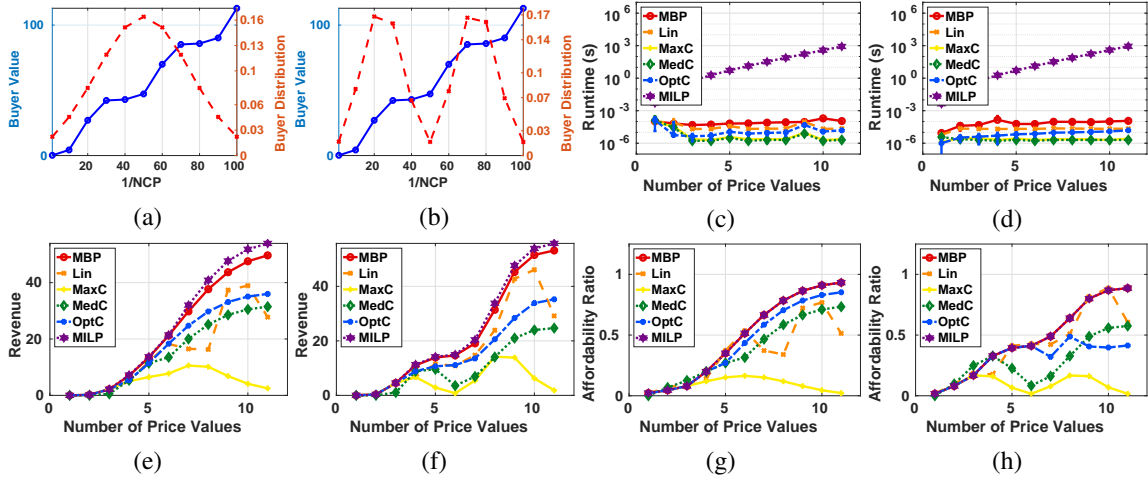 Buyer Value
100
0
20 40 60 80 100
1/NCP
0.16
0.13
0.1
0.06
0.03
0
Buyer Distribution
(a)
Buyer Value
100
0
20 40 60 80 100
1/NCP
0.17
0.14
0.1
0.07
0.03
0
Buyer Distribution
(b)
Runtime (s)
10^3
10^0
10^-3
10^-6
MBP
Lin
MaxC
MedC
OptC
MILP
0 5 10
Number of Price Values
(c)
Runtime (s)
10^3
10^0
10^-3
10^-6
MBP
Lin
MaxC
MedC
OptC
MILP
0 5 10
Number of Price Values
(d)
Revenue
40
20
0
MBP
Lin
MaxC
MedC
OptC
MILP
0 5 10
Number of Price Values
(e)
Revenue
40
20
0
MBP
Lin
MaxC
MedC
OptC
MILP
0 5 10
Number of Price Values
(f)
Affordability Ratio
1
0.5
0
MBP
Lin
MaxC
MedC
OptC
MILP
0 5 10
Number of Price Values
(g)
Affordability Ratio
1
0.5
0
MBP
Lin
MaxC
MedC
OptC
MILP
0 5 10
Number of Price Values
(h)